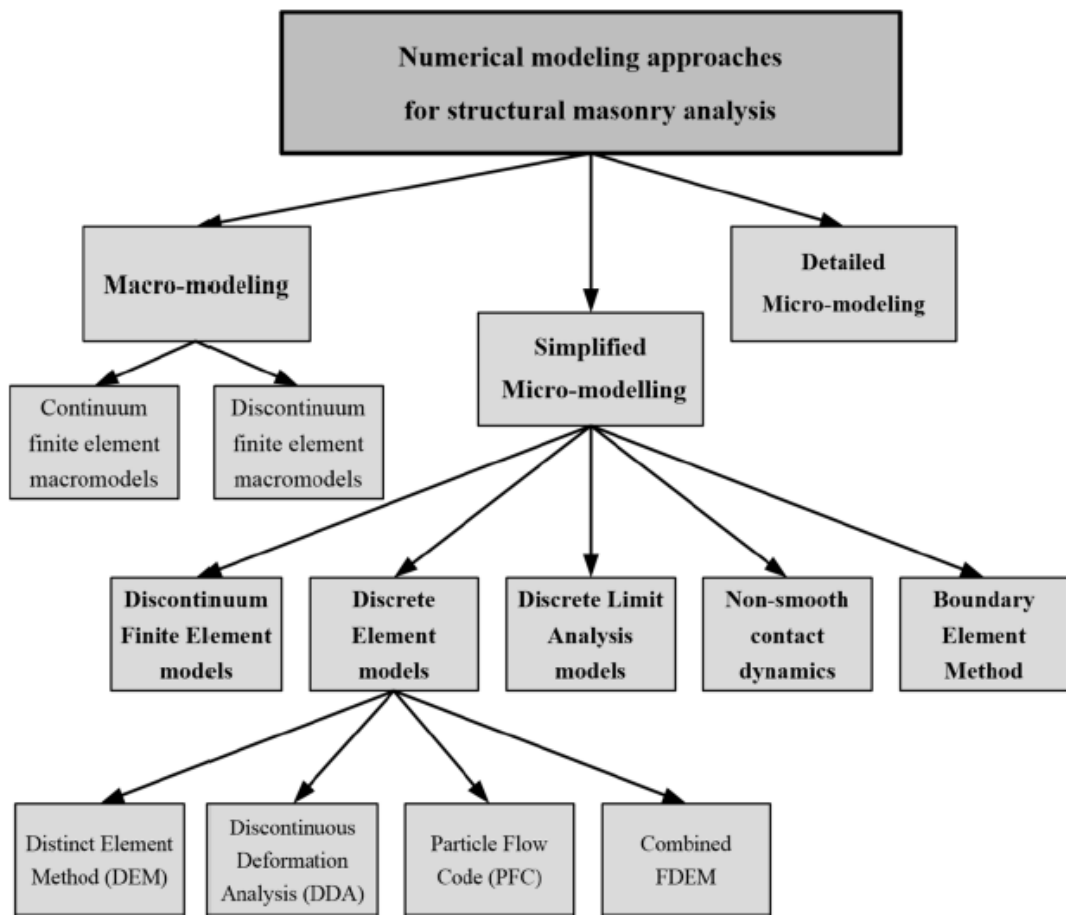 Numerical modeling approaches
for structural masonry analysis
Macro-modeling
Detailed
Micro-modeling
Simplified
Micro-modelling
Continuum
finite element
macromodels
Discontinuum
finite element
macromodels
Discontinuum
Finite Element
models
Discrete
Element
models
Discrete Limit
Analysis
models
Non-smooth
contact
dynamics
Boundary
Element
Method
Distinct Element
Method (DEM)
Discontinuous
Deformation
Analysis (DDA)
Particle Flow
Code (PFC)
Combined
FDEM